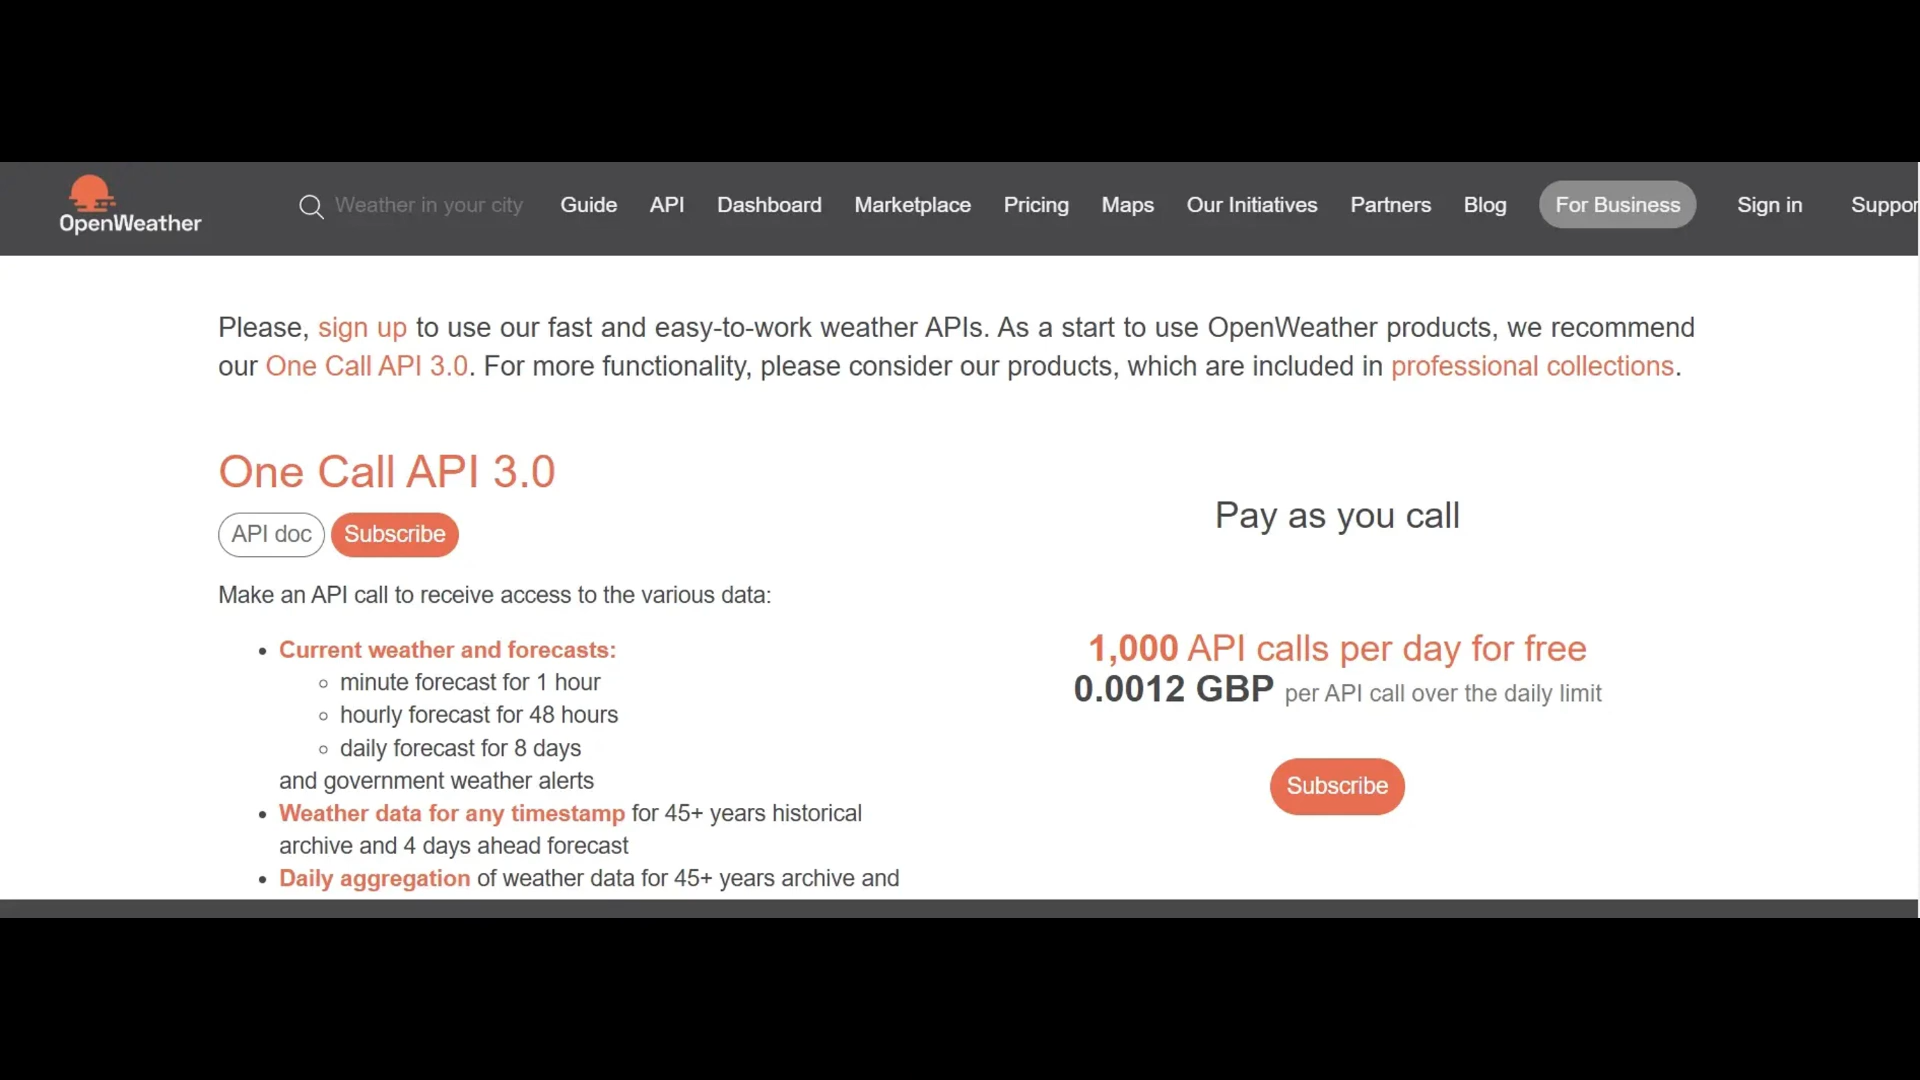 OpenWeather
Weather in your city
Guide
API
Dashboard
Marketplace
Pricing
Maps
Our Initiatives
Partners
Blog
For Business
Sign in
Suppor
Please, sign up to use our fast and easy-to-work weather APIs. As a start to use OpenWeather products, we recommend
our One Call API 3.0. For more functionality, please consider our products, which are included in professional collections.
One Call API 3.0
API doc
Subscribe
Make an API call to receive access to the various data:
Current weather and forecasts:
minute forecast for 1 hour
hourly forecast for 48 hours
daily forecast for 8 days
and government weather alerts
Weather data for any timestamp for 45+ years historical
archive and 4 days ahead forecast
Daily aggregation of weather data for 45+ years archive and
Pay as you call
1,000 API calls per day for free
0.0012 GBP per API call over the daily limit
Subscribe